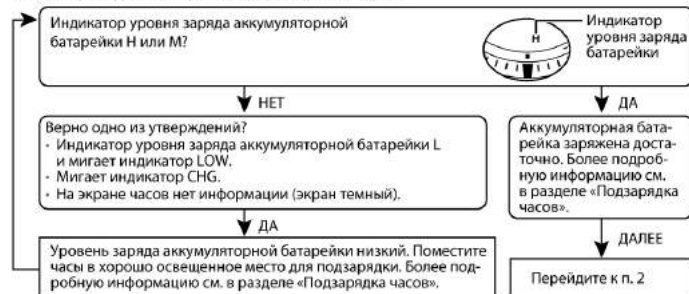 Индикатор уровня заряда аккумуляторной
батарейки H или M?
H
Индикатор
уровня заряда
батарейки
НЕТ
ДА
Верно одно из утверждений?
· Индикатор уровня заряда аккумуляторной батарейки L
и мигает индикатор LOW.
· Мигает индикатор CHG.
· На экране часов нет информации (экран темный).
Аккумуляторная бата-
рейка заряжена доста-
точно. Более подроб-
ную информацию см.
в разделе «Подзарядка
часов».
ДА
ДАЛЕЕ
Уровень заряда аккумуляторной батарейки низкий. Поместите
часы в хорошо освещенное место для подзарядки. Более под-
робную информацию см. в разделе «Подзарядка часов».
Перейдите к п. 2